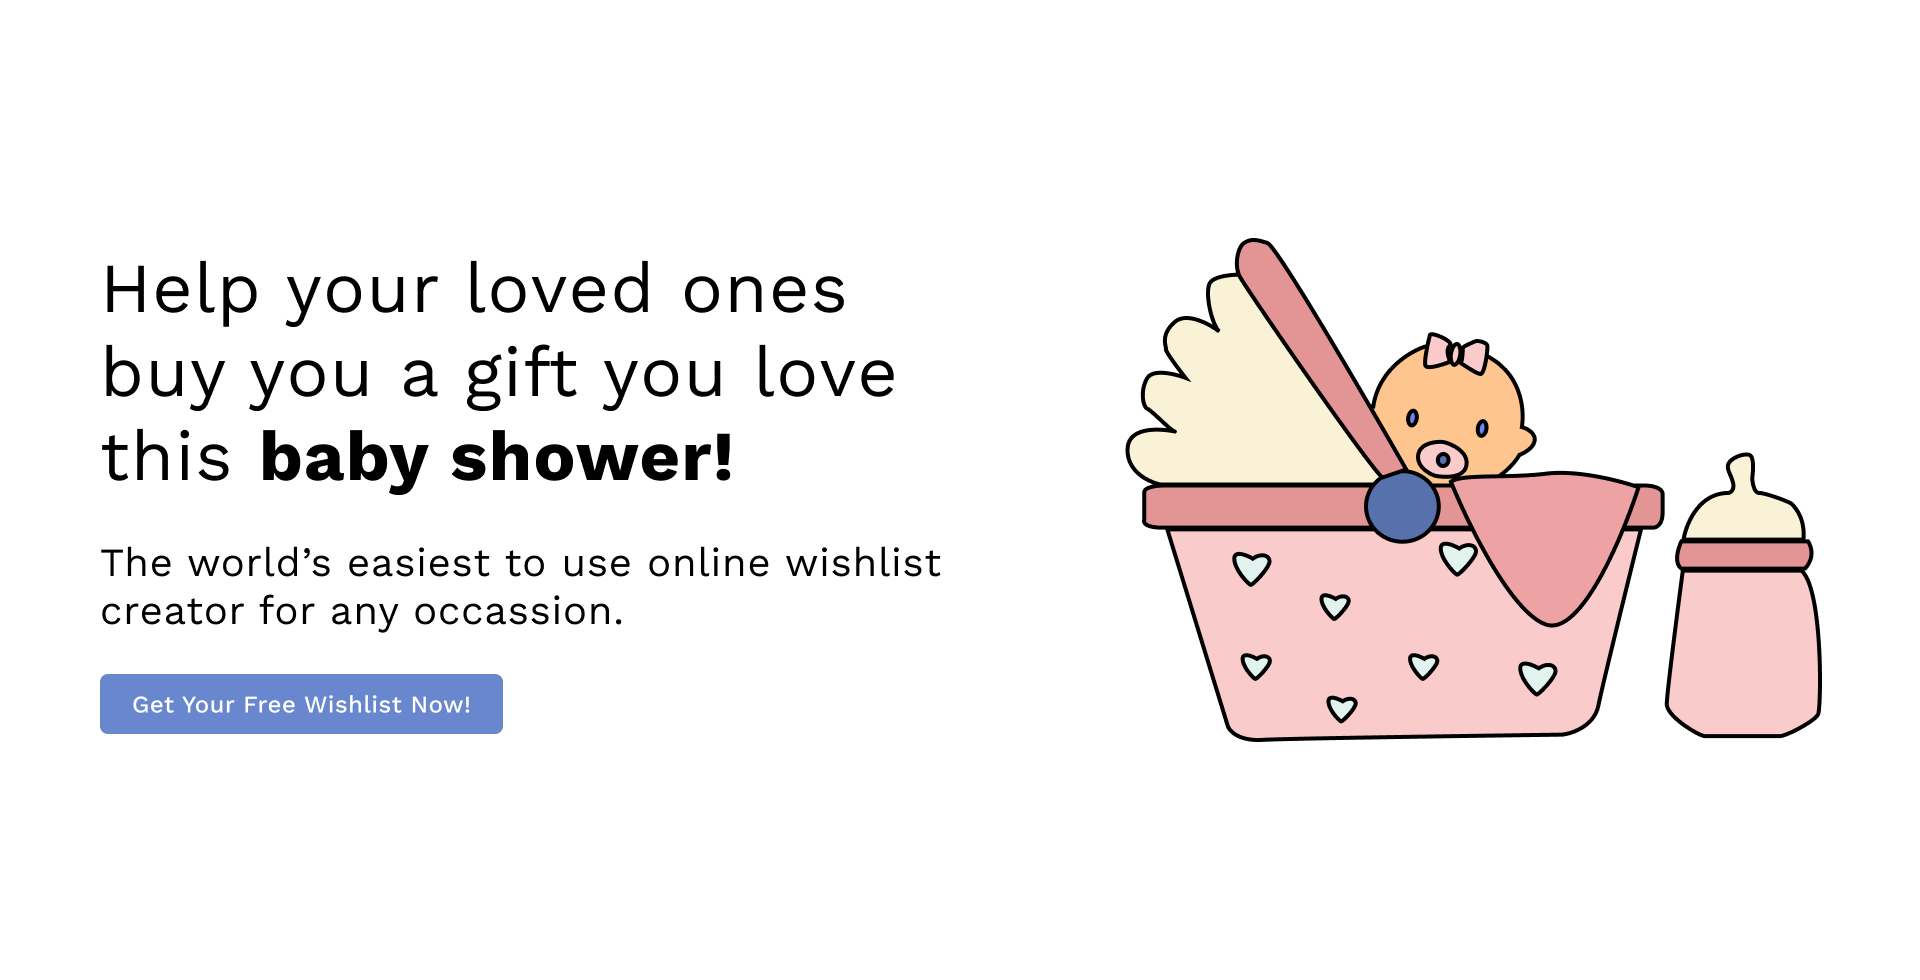 Help your loved ones
buy you a gift you love
this baby shower!
The world’s easiest to use online wishlist
creator for any occassion.
Get Your Free Wishlist Now!